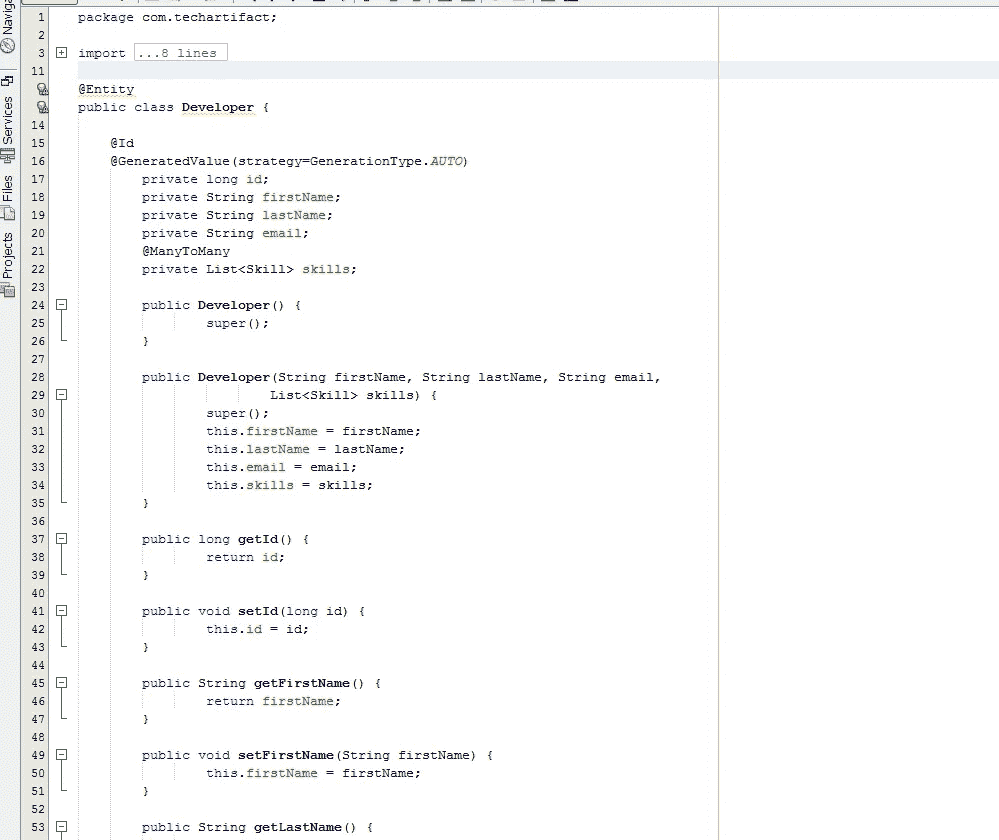 Navig
Services
Files
Projects
1 package com.techartifact;
2
3 import ...8 lines
11
@Entity
public class Developer {
14
15 @Id
16 @GeneratedValue(strategy=GenerationType.AUTO)
17 private long id;
18 private String firstName;
19 private String lastName;
20 private String email;
21 @ManyToMany
22 private List<Skill> skills;
23
24 public Developer() {
25 super();
26 }
27
28 public Developer(String firstName, String lastName, String email,
29 List<Skill> skills) {
30 super();
31 this.firstName = firstName;
32 this.lastName = lastName;
33 this.email = email;
34 this.skills = skills;
35 }
36
37 public long getId() {
38 return id;
39 }
40
41 public void setId(long id) {
42 this.id = id;
43 }
44
45 public String getFirstName() {
46 return firstName;
47 }
48
49 public void setFirstName(String firstName) {
50 this.firstName = firstName;
51 }
52
53 public String getLastName() {